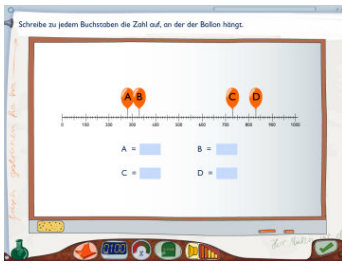 Schreibe zu jedem Buchstaben die Zahl auf, an der der Ballon hängt.
A B C D
0 100 200 300 400 500 600 700 800 900 1000
A = B =
C = D =